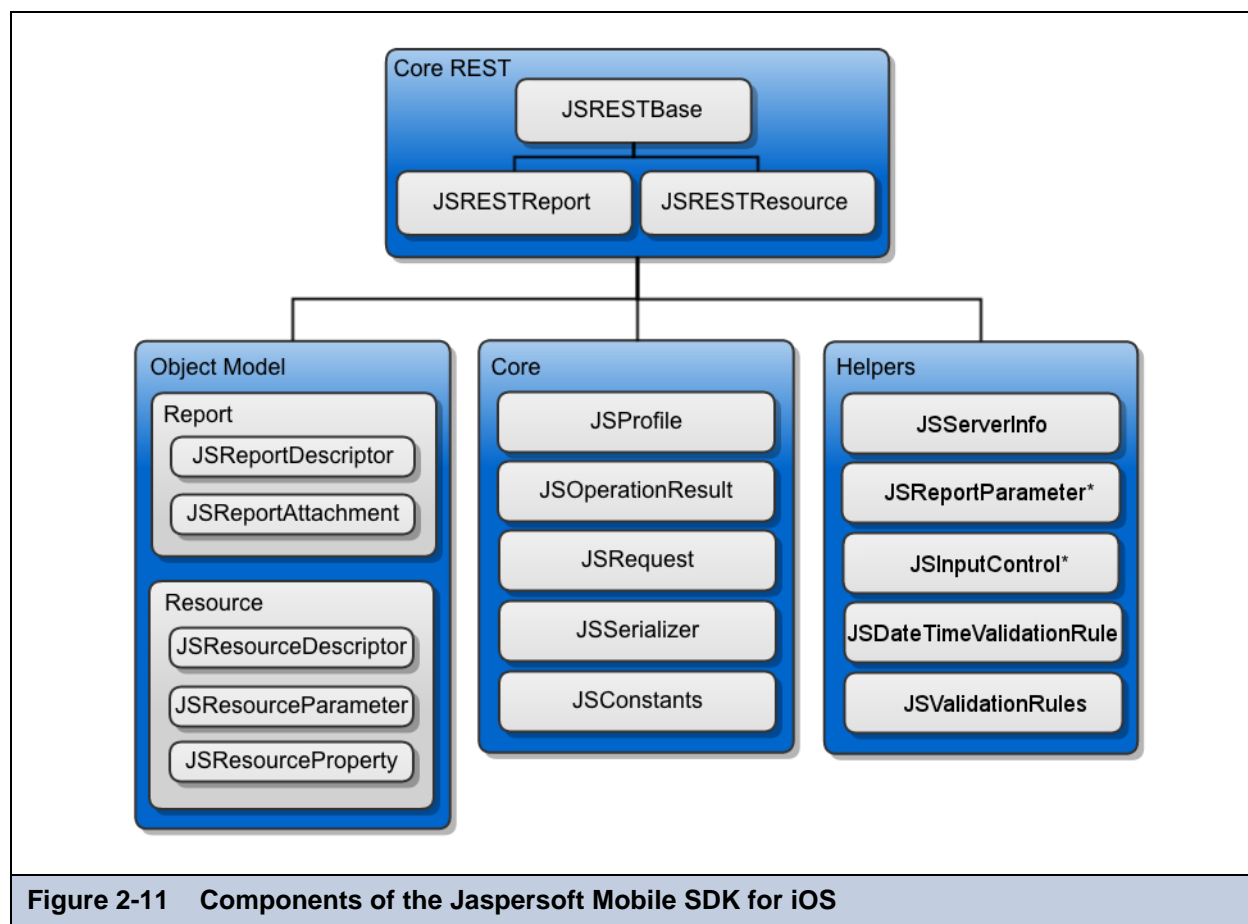 Core REST
JSRESTBase
JSRESTReport
JSRESTResource
Object Model
Report
JSReportDescriptor
JSReportAttachment
Resource
JSResourceDescriptor
JSResourceParameter
JSResourceProperty
Core
JSProfile
JSOperationResult
JSRequest
JSSerializer
JSConstants
Helpers
JSServerInfo
JSReportParameter*
JSInputControl*
JSDateTimeValidationRule
JSValidationRules
Figure 2-11 Components of the Jaspersoft Mobile SDK for iOS